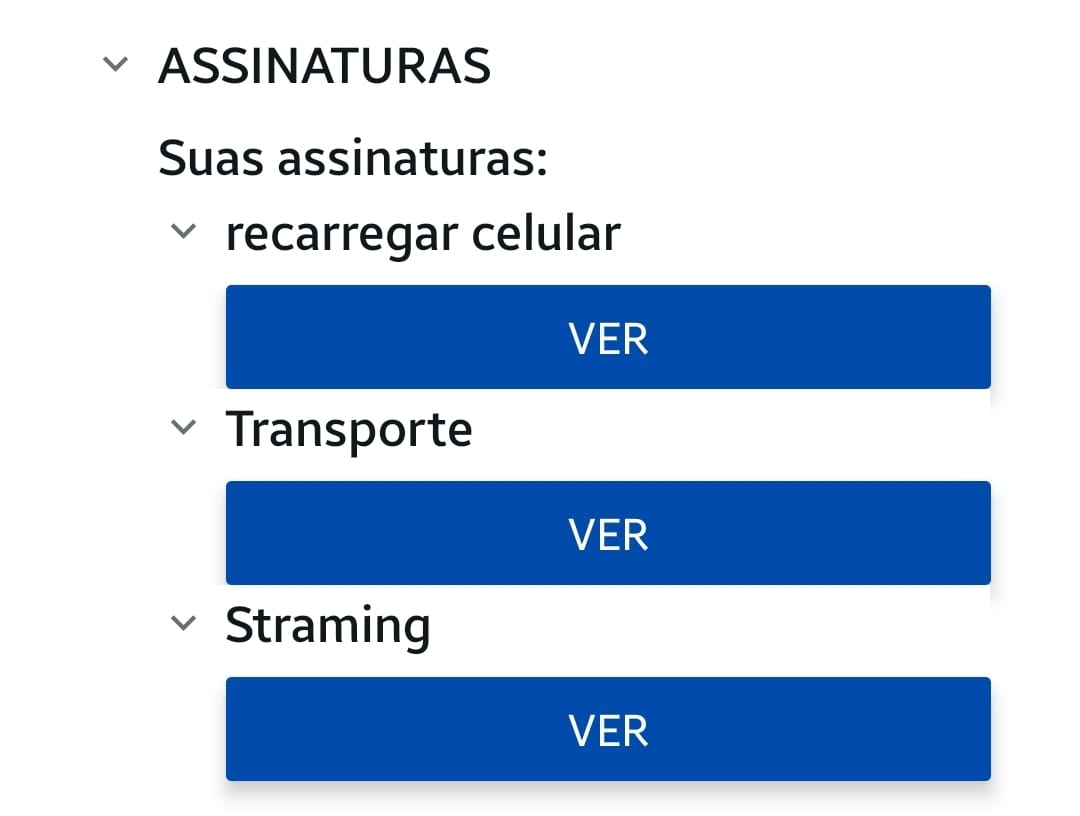 ASSINATURAS
Suas assinaturas:
recarregar celular
VER
Transporte
VER
Straming
VER